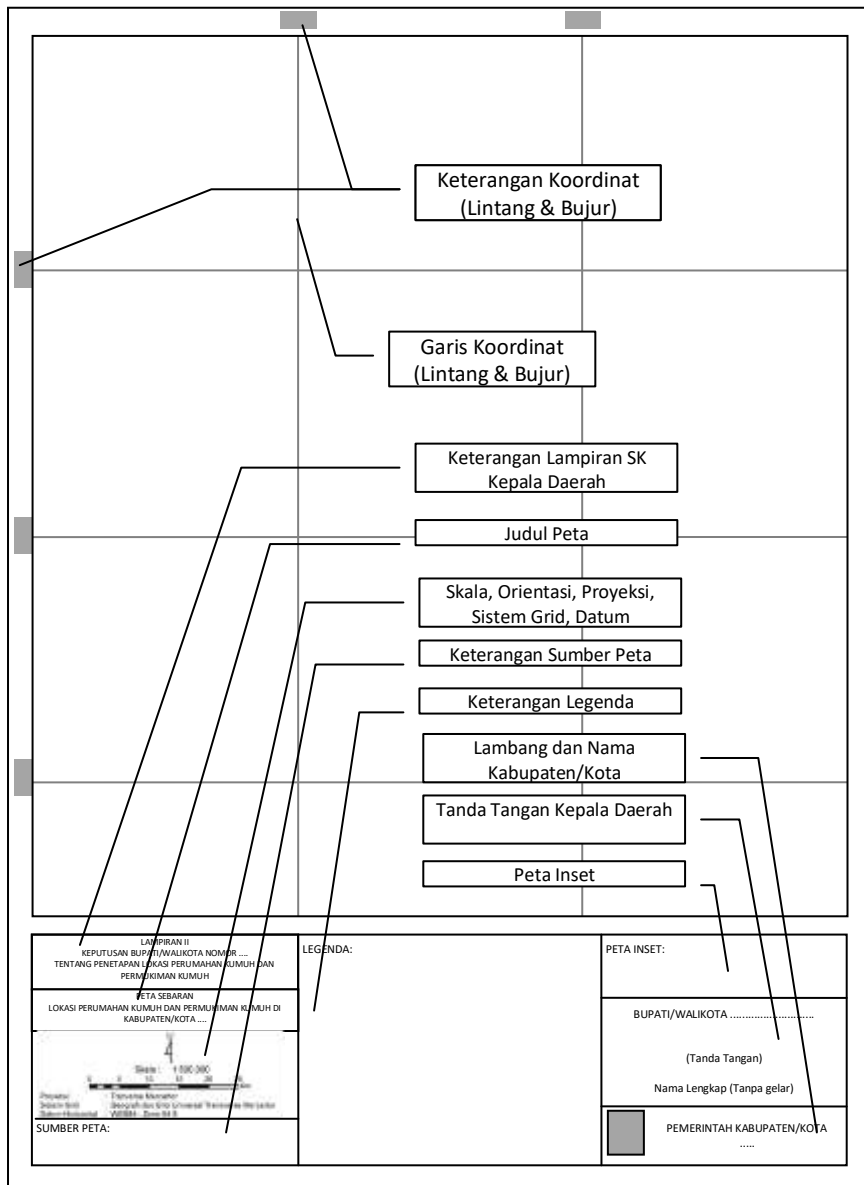 Keterangan Koordinat
(Lintang & Bujur)
Garis Koordinat
(Lintang & Bujur)
Keterangan Lampiran SK
Kepala Daerah
Judul Peta
Skala, Orientasi, Proyeksi,
Sistem Grid, Datum
Keterangan Sumber Peta
Keterangan Legenda
Lambang dan Nama
Kabupaten/Kota
Tanda Tangan Kepala Daerah
Peta Inset
LAMPIRAN II
KEPUTUSAN BUPATI/WALIKOTA NOMOR ....
TENTANG PENETAPAN LOKASI PERUMAHAN KUMUH DAN
PERMUKIMAN KUMUH
PETA SEBARAN
LOKASI PERUMAHAN KUMUH DAN PERMUKIMAN KUMUH DI
KABUPATEN/KOTA ....
Skala :
Proyeksi : Transverse Mercator
SUMBER PETA:
LEGENDA:
PETA INSET:
BUPATI/WALIKOTA ............................
(Tanda Tangan)
Nama Lengkap (Tanpa gelar)
PEMERINTAH KABUPATEN/KOTA
.....